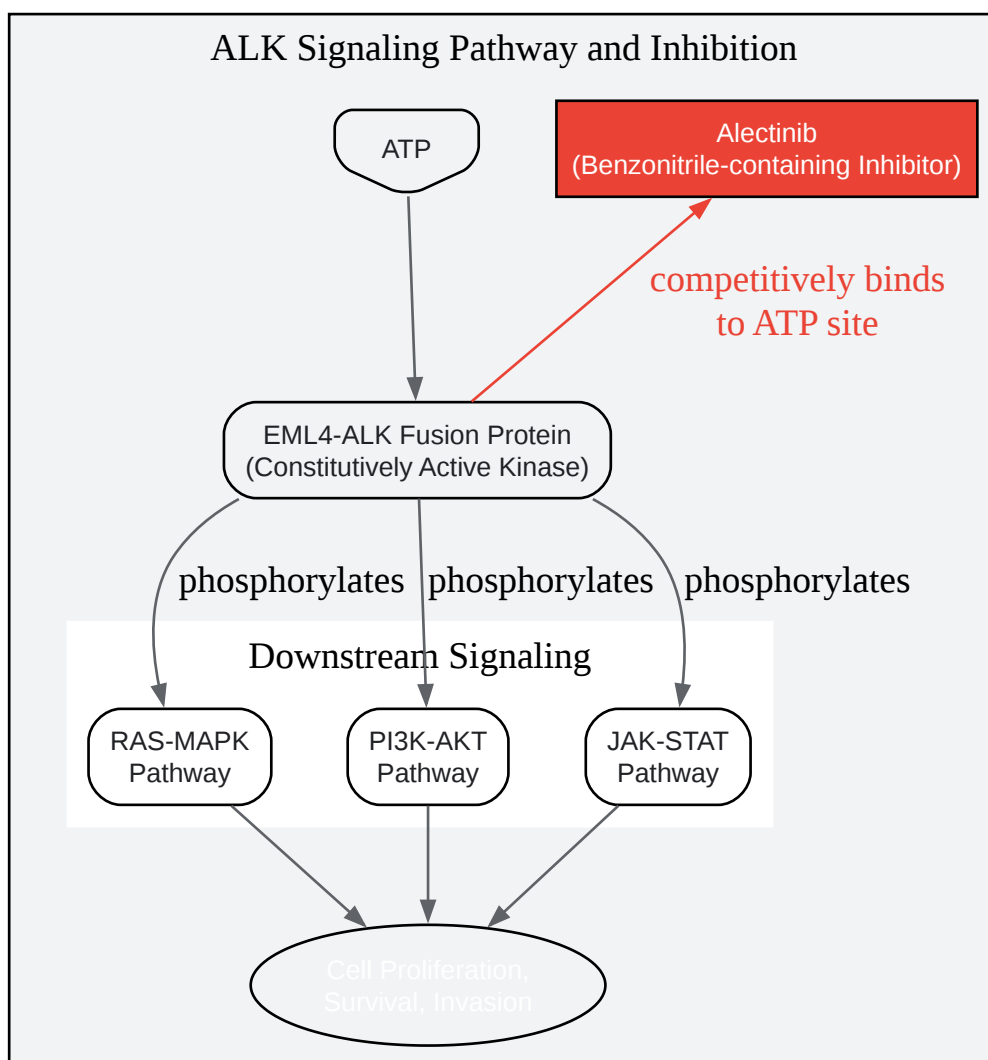 ALK Signaling Pathway and Inhibition
ATP
Alectinib
(Benzonitrile-containing Inhibitor)
competitively binds
to ATP site
EML4-ALK Fusion Protein
(Constitutively Active Kinase)
phosphorylates
phosphorylates
phosphorylates
Downstream Signaling
RAS-MAPK
Pathway
PI3K-AKT
Pathway
JAK-STAT
Pathway
Cell Proliferation,
Survival, Invasion